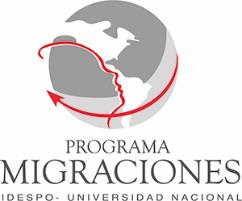 PROGRAMA
MIGRACIONES
IDESPO- UNIVERSIDAD NACIONAL